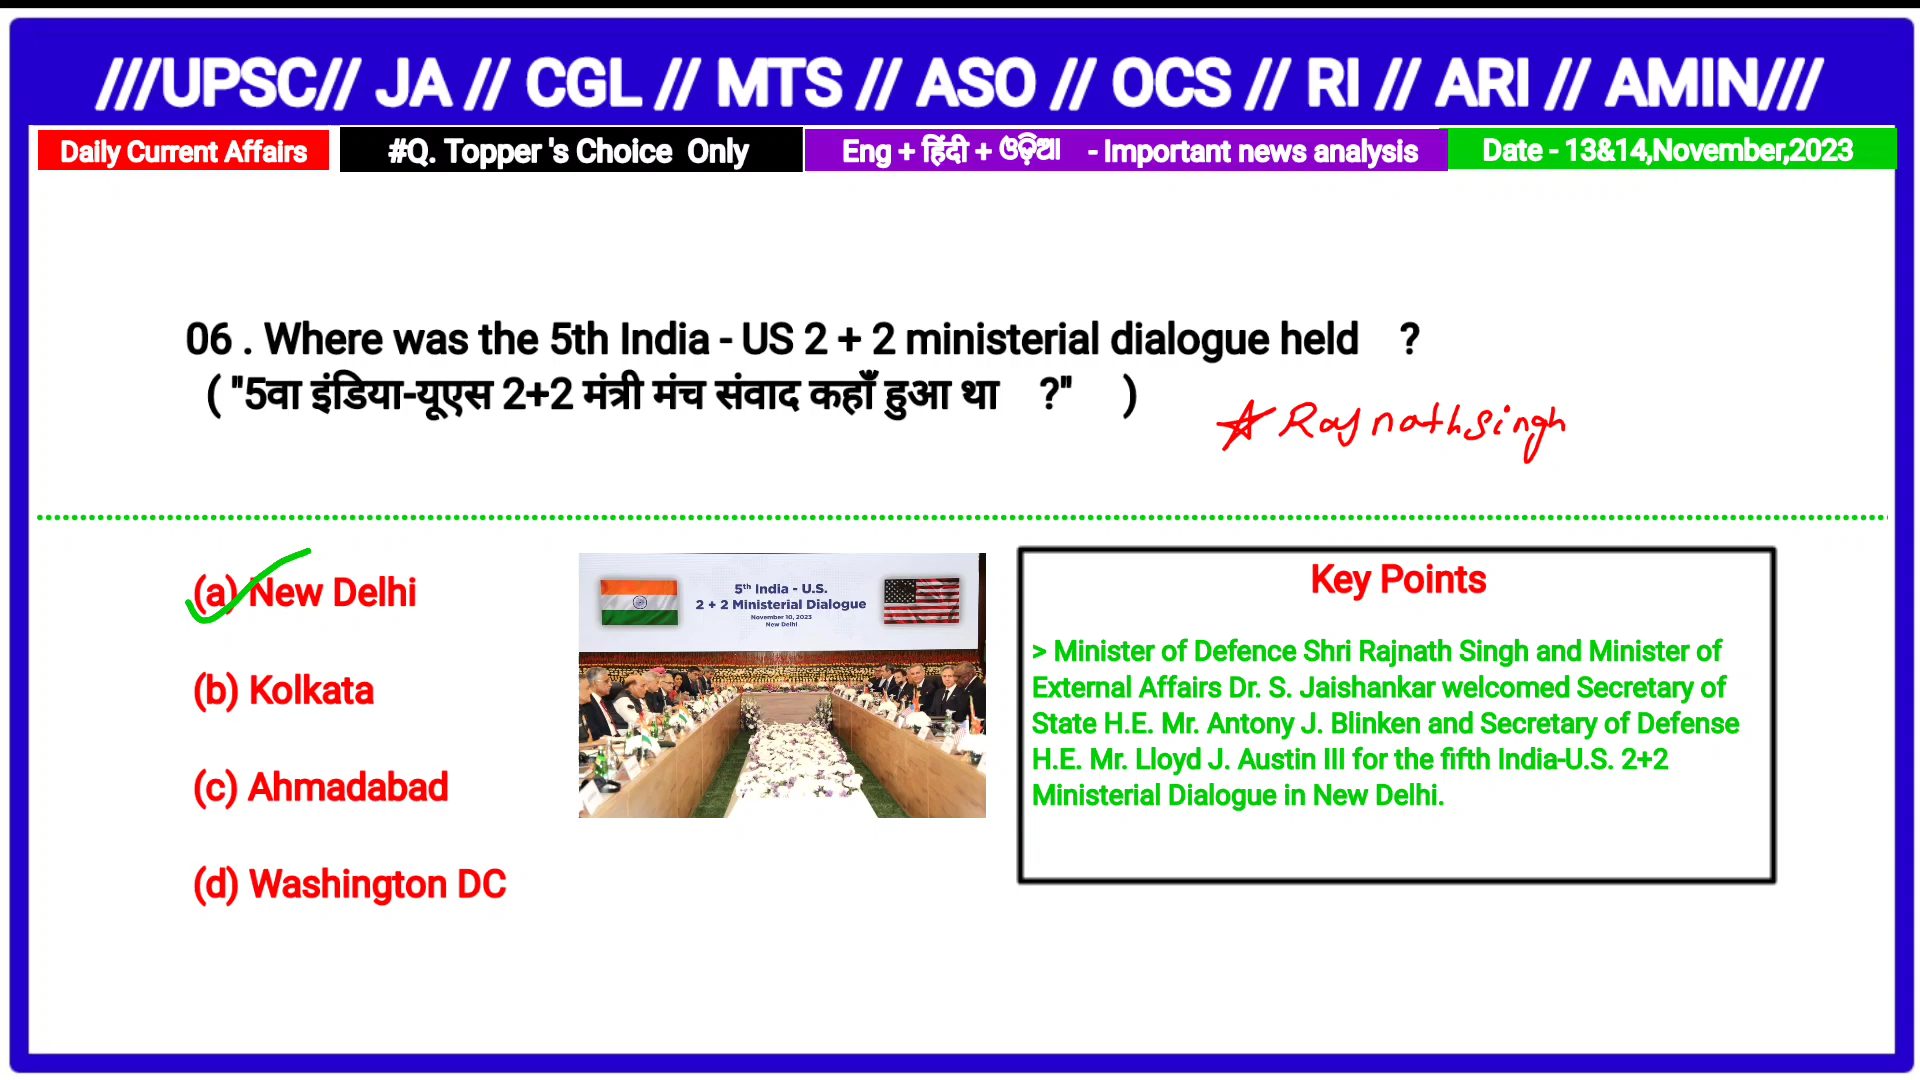 ///UPSC// JA // CGL // MTS // ASO // OCS // RI // ARI // AMIN///
Daily Current Affairs
#Q. Topper 's Choice Only
Eng + हिंदी + ଓଡ଼ିଆ - Important news analysis
Date - 13&14,November,2023
06 . Where was the 5th India - US 2 + 2 ministerial dialogue held ?
( "5वा इंडिया-यूएस 2+2 मंत्री मंच संवाद कहाँ हुआ था ?" )
Rajnathsingh
(a) New Delhi
(b) Kolkata
(c) Ahmadabad
(d) Washington DC
5th India - U.S.
2 + 2 Ministerial Dialogue
November 10, 2023
New Delhi
Key Points
> Minister of Defence Shri Rajnath Singh and Minister of
External Affairs Dr. S. Jaishankar welcomed Secretary of
State H.E. Mr. Antony J. Blinken and Secretary of Defense
H.E. Mr. Lloyd J. Austin III for the fifth India-U.S. 2+2
Ministerial Dialogue in New Delhi.